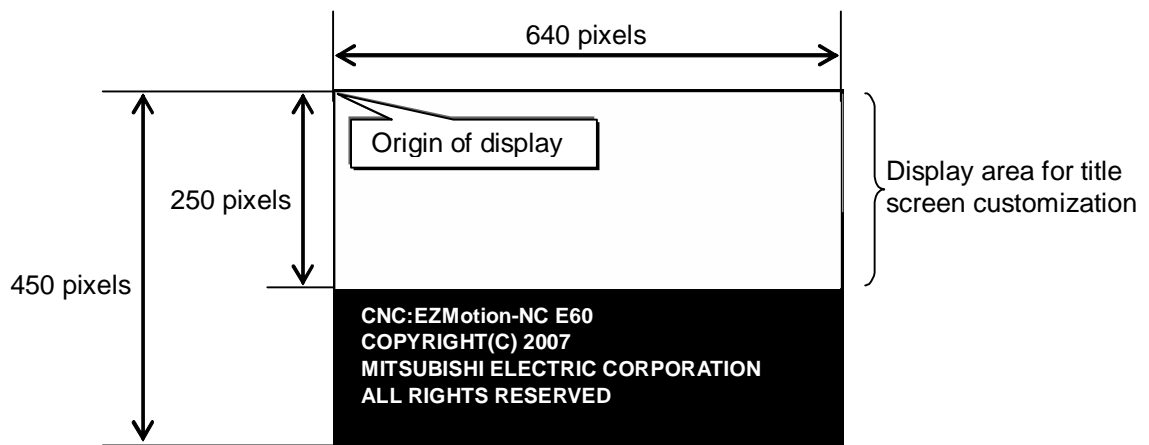 640 pixels
Origin of display
250 pixels
Display area for title
screen customization
450 pixels
CNC:EZMotion-NC E60
COPYRIGHT(C) 2007
MITSUBISHI ELECTRIC CORPORATION
ALL RIGHTS RESERVED